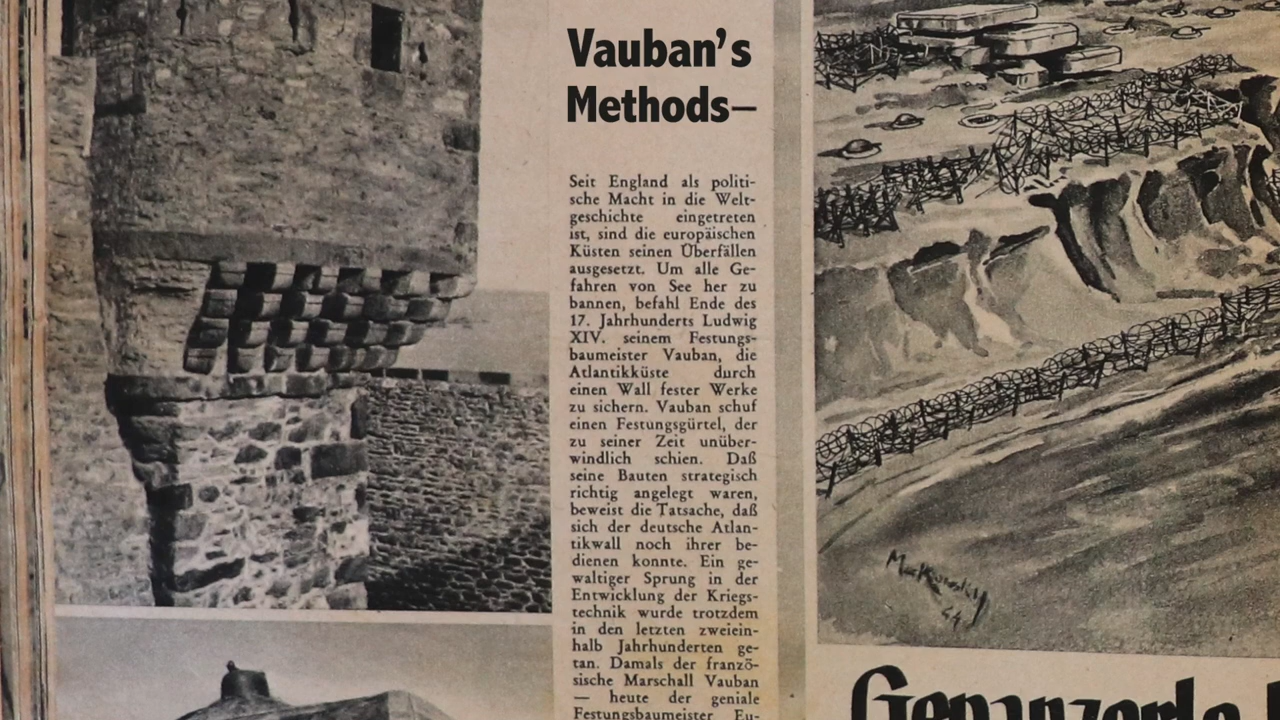 Vauban's
Methods—
Seit England als politi-
sche Macht in die Welt-
geschichte eingetreten
ist, sind die europäischen
Küsten seinen Überfällen
ausgesetzt. Um alle Ge-
fahren von See her zu
bannen, befahl Ende des
17. Jahrhunderts Ludwig
XIV. seinem Festungs-
baumeister Vauban, die
Atlantikküste durch
einen Wall fester Werke
zu sichern. Vauban schuf
einen Festungsgürtel, der
zu seiner Zeit unüber-
windlich schien. Daß
seine Bauten strategisch
richtig angelegt waren,
beweist die Tatsache, daß
sich der deutsche Atlan-
tikwall noch ihrer be-
dienen konnte. Ein ge-
waltiger Sprung in der
Entwicklung der Kriegs-
technik wurde trotzdem
in den letzten zweiein-
halb Jahrhunderten ge-
tan. Damals der franzö-
sische Marschall Vauban
— heute der geniale
Festungsbaumeister Eu-
44
Gepanzerte